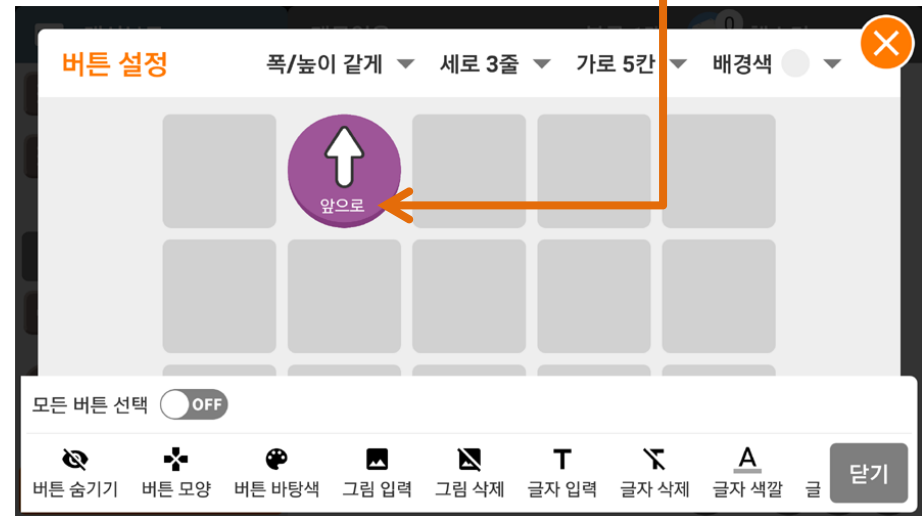 버튼 설정 폭/높이 같게 세로 3줄 가로 5칸 배경색
앞으로
모든 버튼 선택 OFF
버튼 숨기기 버튼 모양 버튼 바탕색 그림 입력 그림 삭제 글자 입력 글자 삭제 글자 색깔 글 닫기